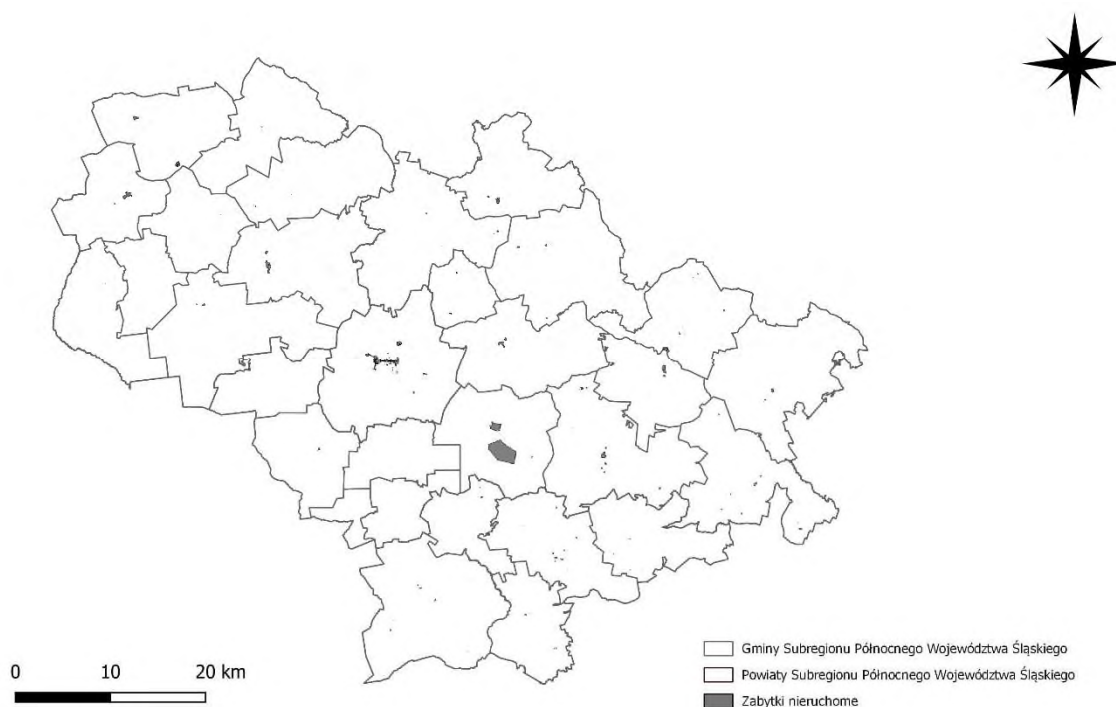 0 10 20 km
Gminy Subregionu Północnego Województwa Śląskiego
Powiaty Subregionu Północnego Województwa Śląskiego
Zabytki nieruchome